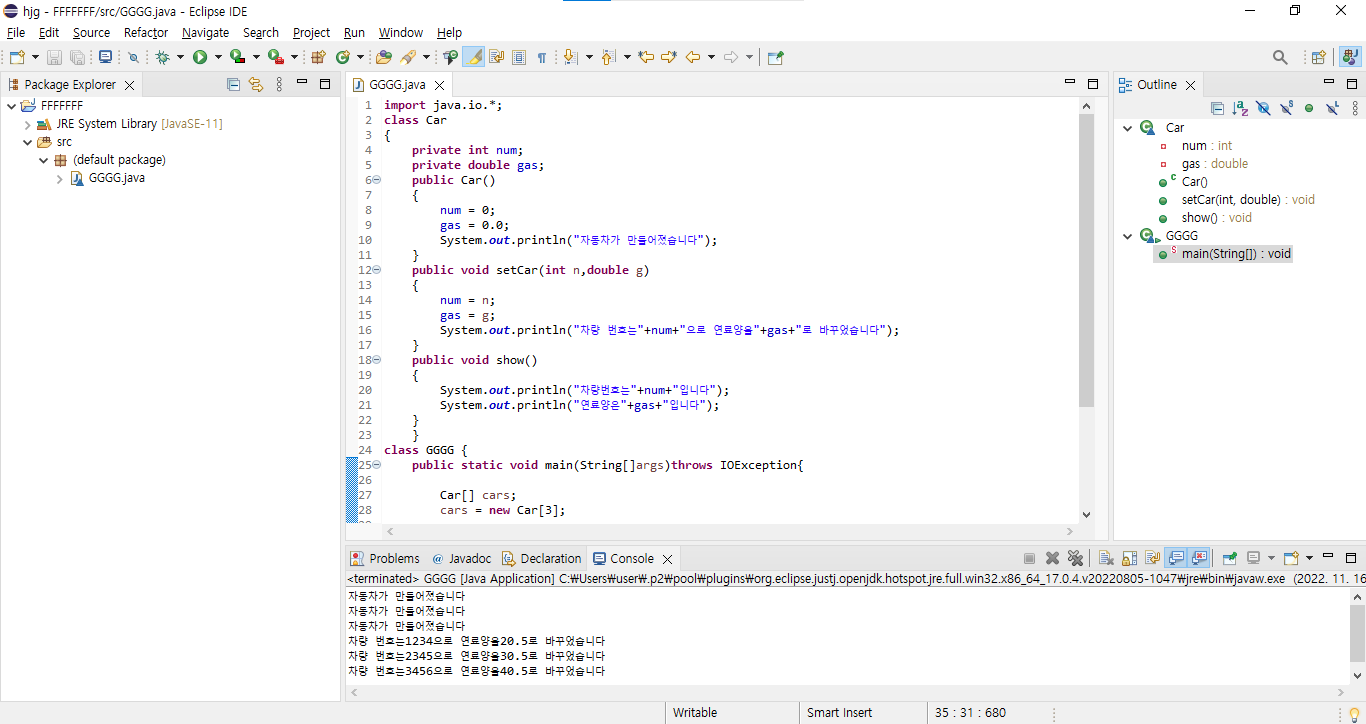 hjg - FFFFFFF/src/GGGG.java - Eclipse IDE
File Edit Source Refactor Navigate Search Project Run Window Help
Package Explorer
FFFFFFF
JRE System Library [JavaSE-11]
src
(default package)
GGGG.java
GGGG.java
1 import java.io.*;
2 class Car
3 {
4 private int num;
5 private double gas;
6 public Car()
7 {
8 num = 0;
9 gas = 0.0;
10 System.out.println("자동차가 만들어졌습니다");
11 }
12 public void setCar(int n,double g)
13 {
14 num = n;
15 gas = g;
16 System.out.println("차량 번호는"+num+"으로 연료양을"+gas+"로 바꾸었습니다");
17 }
18 public void show()
19 {
20 System.out.println("차량번호는"+num+"입니다");
21 System.out.println("연료양은"+gas+"입니다");
22 }
23 }
24 class GGGG {
25 public static void main(String[]args)throws IOException{
26
27 Car[] cars;
28 cars = new Car[3];
Outline
Car
num : int
gas : double
Car()
setCar(int, double) : void
show() : void
GGGG
main(String[]) : void
Problems @ Javadoc Declaration Console
<terminated> GGGG [Java Application] C:₩Users₩user₩.p2₩pool₩plugins₩org.eclipse.justj.openjdk.hotspot.jre.full.win32.x86_64_17.0.4.v20220805-1047₩jre₩bin₩javaw.exe (2022. 11. 16
자동차가 만들어졌습니다
자동차가 만들어졌습니다
자동차가 만들어졌습니다
차량 번호는1234으로 연료양을20.5로 바꾸었습니다
차량 번호는2345으로 연료양을30.5로 바꾸었습니다
차량 번호는3456으로 연료양을40.5로 바꾸었습니다
Writable Smart Insert 35 : 31 : 680